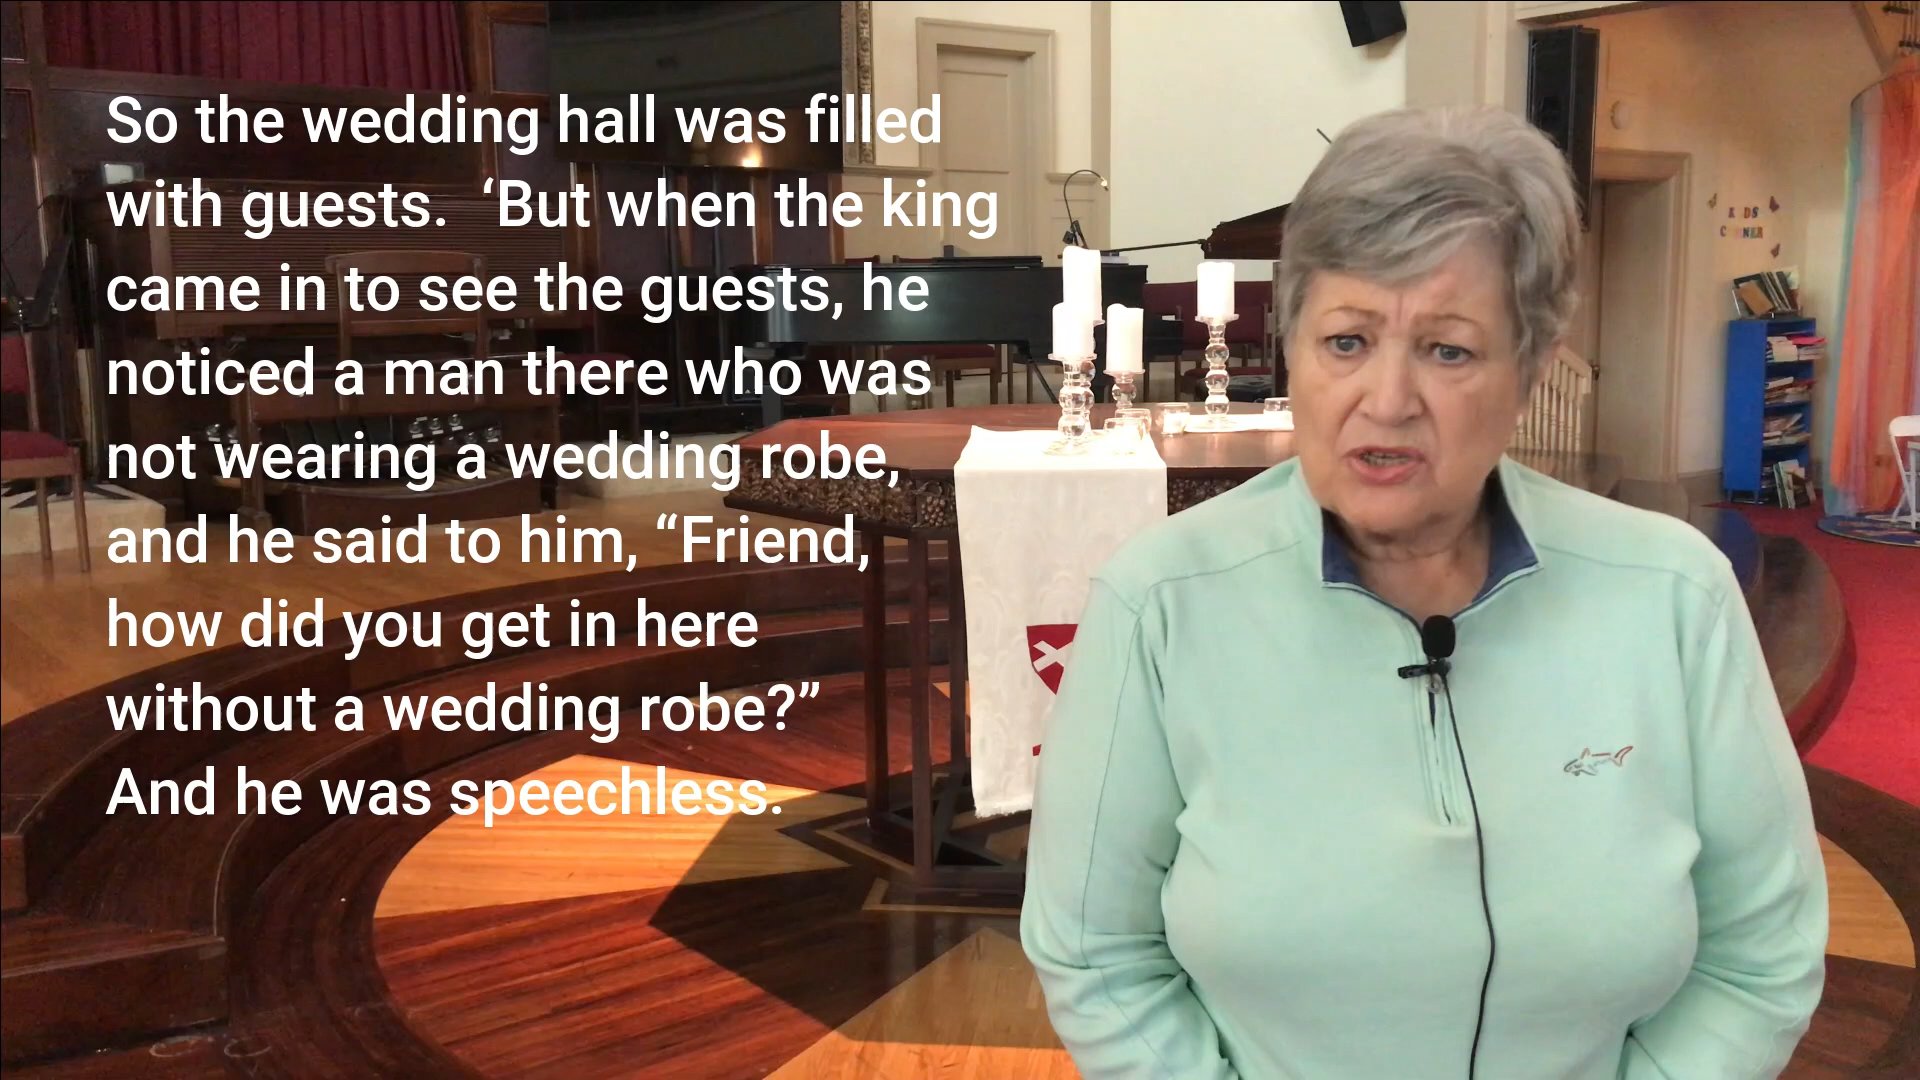 So the wedding hall was filled
with guests.  ‘But when the king
came in to see the guests, he
noticed a man there who was
not wearing a wedding robe,
and he said to him, “Friend,
how did you get in here
without a wedding robe?”
And he was speechless.
KIDS
CORNER